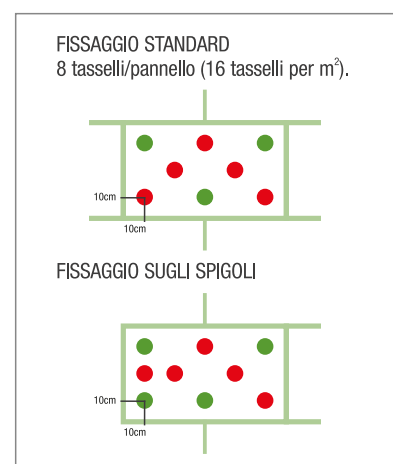 FISSAGGIO STANDARD
8 tasselli/pannello (16 tasselli per m²).
10cm
10cm
FISSAGGIO SUGLI SPIGOLI
10cm
10cm